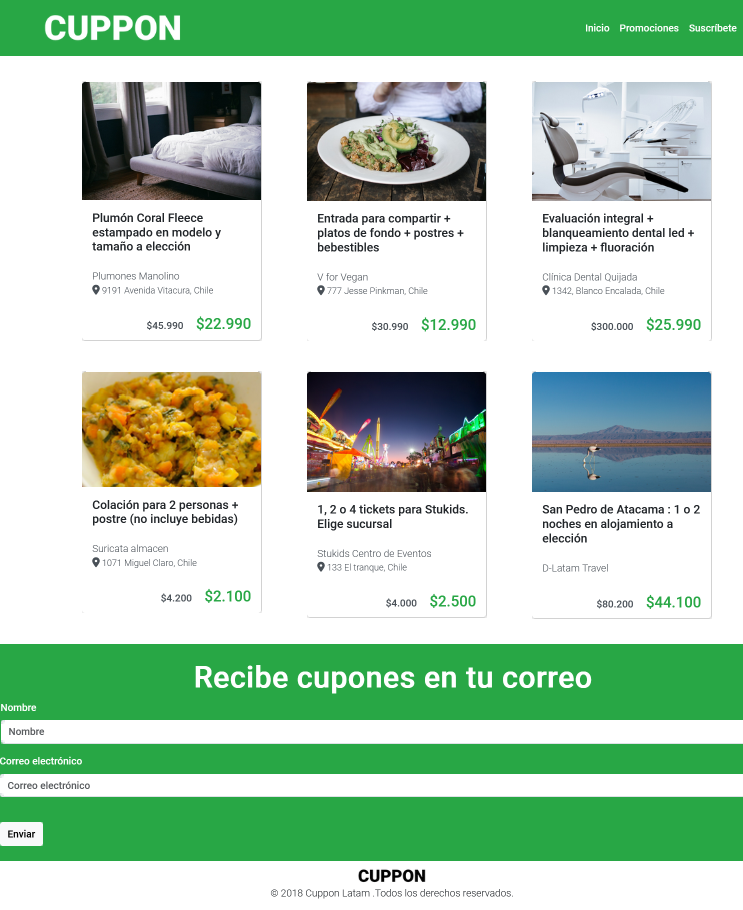 CUPPON
Inicio Promociones Suscríbete
Plumón Coral Fleece
estampado en modelo y
tamaño a elección
Plumones Manolino
9191 Avenida Vitacura, Chile
$45.990 $22.990
Entrada para compartir +
platos de fondo + postres +
bebestibles
V for Vegan
777 Jesse Pinkman, Chile
$30.990 $12.990
Evaluación integral +
blanqueamiento dental led +
limpieza + fluoración
Clínica Dental Quijada
1342, Blanco Encalada, Chile
$300.000 $25.990
Colación para 2 personas +
postre (no incluye bebidas)
Suricata almacen
1071 Miguel Claro, Chile
$4.200 $2.100
1, 2 o 4 tickets para Stukids.
Elige sucursal
Stukids Centro de Eventos
133 El tranque, Chile
$4.000 $2.500
San Pedro de Atacama : 1 o 2
noches en alojamiento a
elección
D-Latam Travel
$80.200 $44.100
Recibe cupones en tu correo
Nombre
Nombre
Correo electrónico
Correo electrónico
Enviar
CUPPON
© 2018 Cuppon Latam .Todos los derechos reservados.